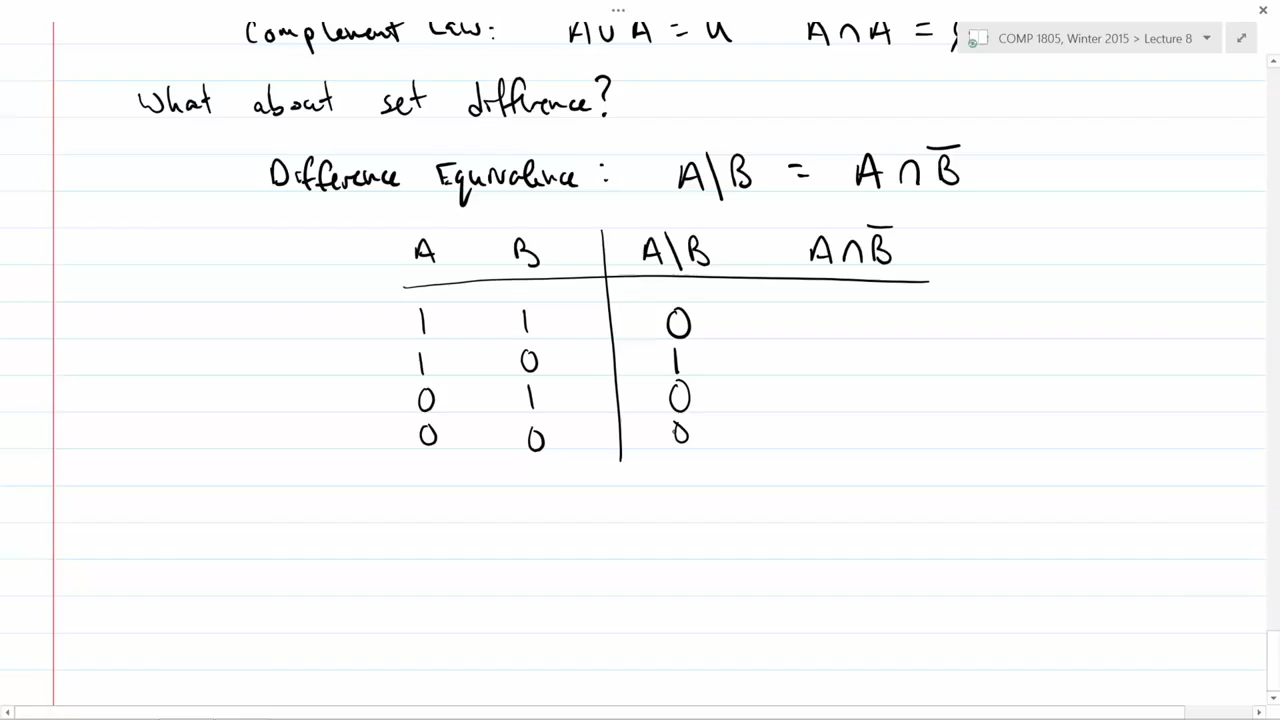 ...
COMP 1805, Winter 2015 > Lecture 8
Complement Law: A ∪ A = U A ∩ A =
What about set difference?
Difference Equivalence: A\B = A ∩ B̅
A B A\B A ∩ B̅
1 1 0
1 0 1
0 1 0
0 0 0